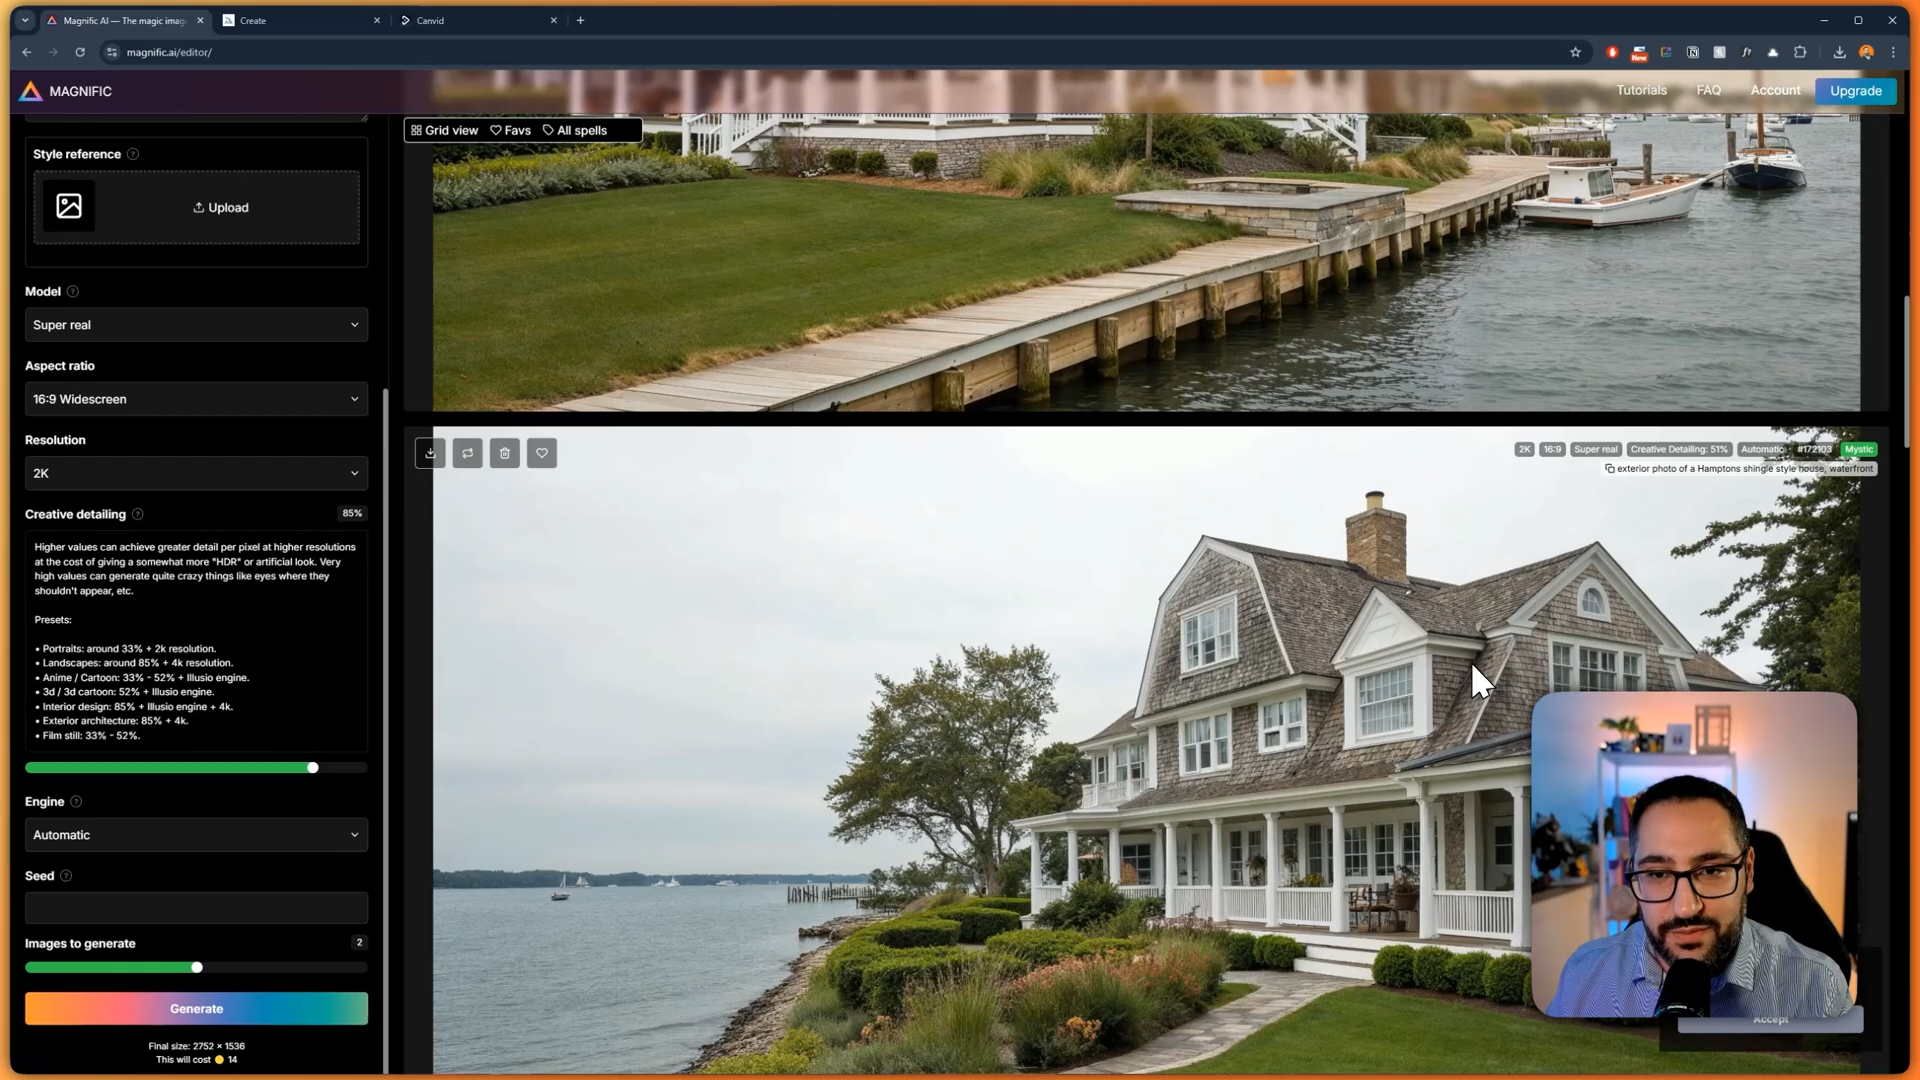 Magnific AI — The magic imag
Create
Canvid
magnific.ai/editor/
New
MAGNIFIC
Tutorials
FAQ
Account
Upgrade
Grid view
Favs
All spells
Style reference
Upload
Model
Super real
Aspect ratio
16:9 Widescreen
Resolution
2K
Creative detailing
85%
Higher values can achieve greater detail per pixel at higher resolutions
at the cost of giving a somewhat more "HDR" or artificial look. Very
high values can generate quite crazy things like eyes where they
shouldn't appear, etc.
Presets:
• Portraits: around 33% + 2k resolution.
• Landscapes: around 85% + 4k resolution.
• Anime / Cartoon: 33% - 52% + Illusio engine.
• 3d / 3d cartoon: 52% + Illusio engine.
• Interior design: 85% + Illusio engine + 4k.
• Exterior architecture: 85% + 4k.
• Film still: 33% - 52%.
Engine
Automatic
Seed
Images to generate
2
Generate
Final size: 2752 × 1536
This will cost 14
2K
16:9
Super real
Creative Detailing: 51%
Automatic
#172103
Mystic
exterior photo of a Hamptons shingle style house, waterfront
Accept